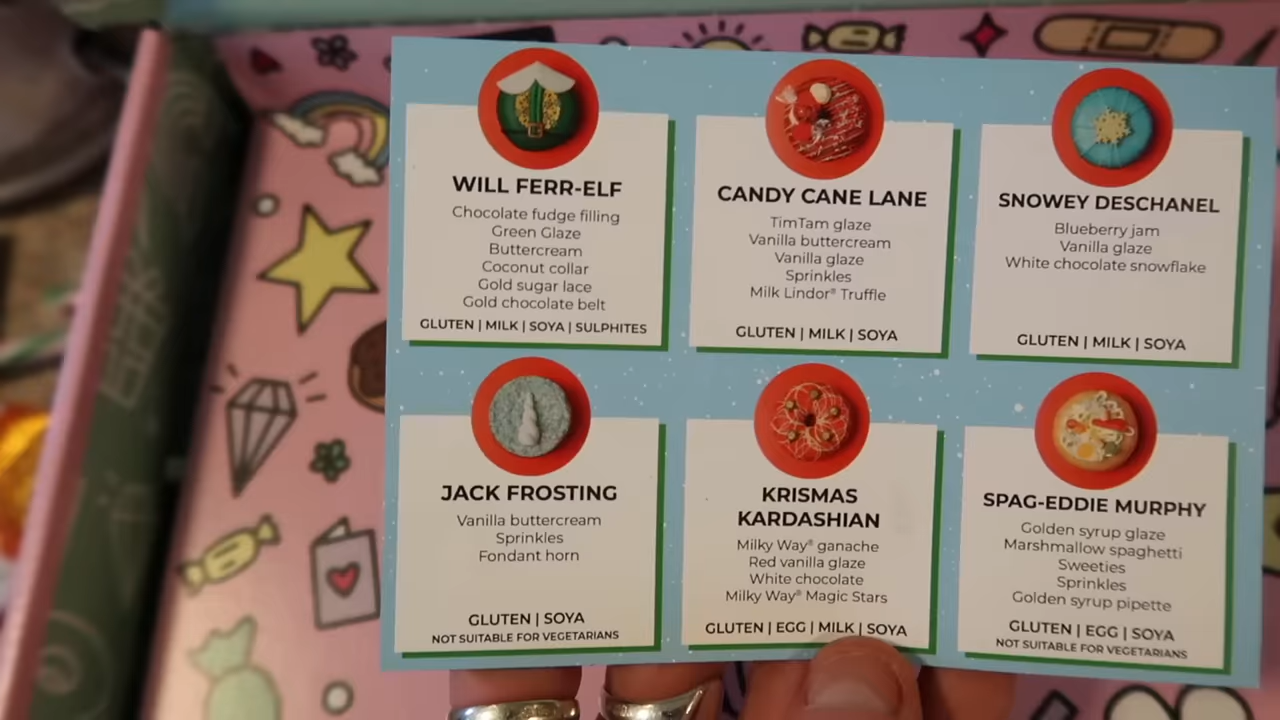 WILL FERR-ELF
Chocolate fudge filling
Green Glaze
Buttercream
Coconut collar
Gold sugar lace
Gold chocolate belt
GLUTEN | MILK | SOYA | SULPHITES
CANDY CANE LANE
TimTam glaze
Vanilla buttercream
Vanilla glaze
Sprinkles
Milk Lindor® Truffle
GLUTEN | MILK | SOYA
SNOWEY DESCHANEL
Blueberry jam
Vanilla glaze
White chocolate snowflake
GLUTEN | MILK | SOYA
JACK FROSTING
Vanilla buttercream
Sprinkles
Fondant horn
GLUTEN | SOYA
NOT SUITABLE FOR VEGETARIANS
KRISMAS
KARDASHIAN
Milky Way® ganache
Red vanilla glaze
White chocolate
Milky Way® Magic Stars
GLUTEN | EGG | MILK | SOYA
SPAG-EDDIE MURPHY
Golden syrup glaze
Marshmallow spaghetti
Sweeties
Sprinkles
Golden syrup pipette
GLUTEN | EGG | SOYA
NOT SUITABLE FOR VEGETARIANS